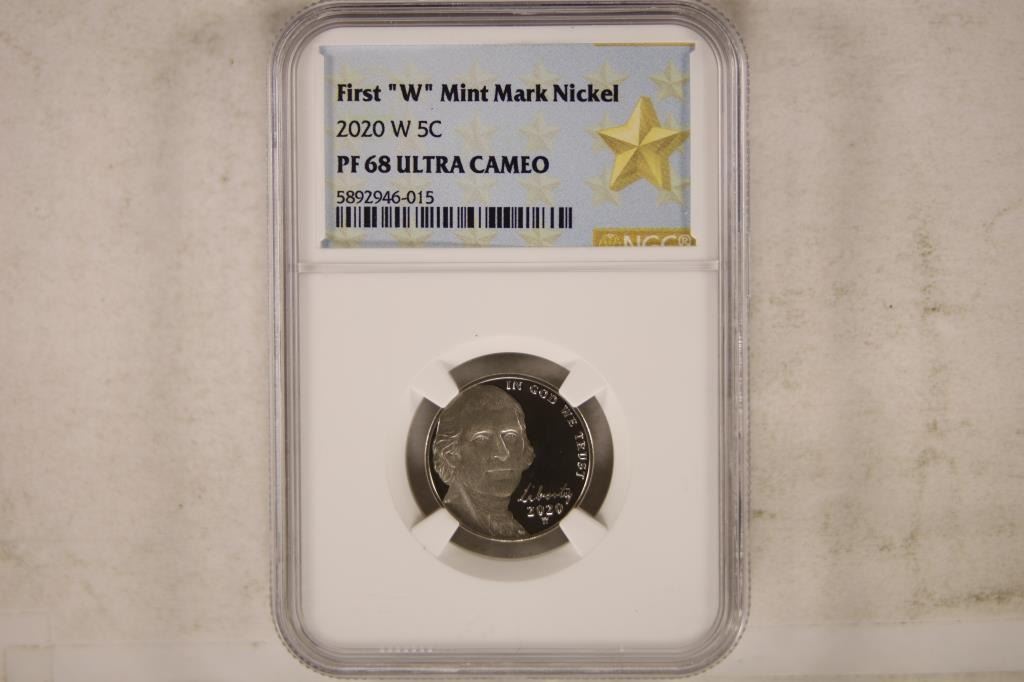 First "W" Mint Mark Nickel
2020 W 5C
PF 68 ULTRA CAMEO
5892946-015
NGC®
IN GOD WE TRUST
Liberty
2020
W